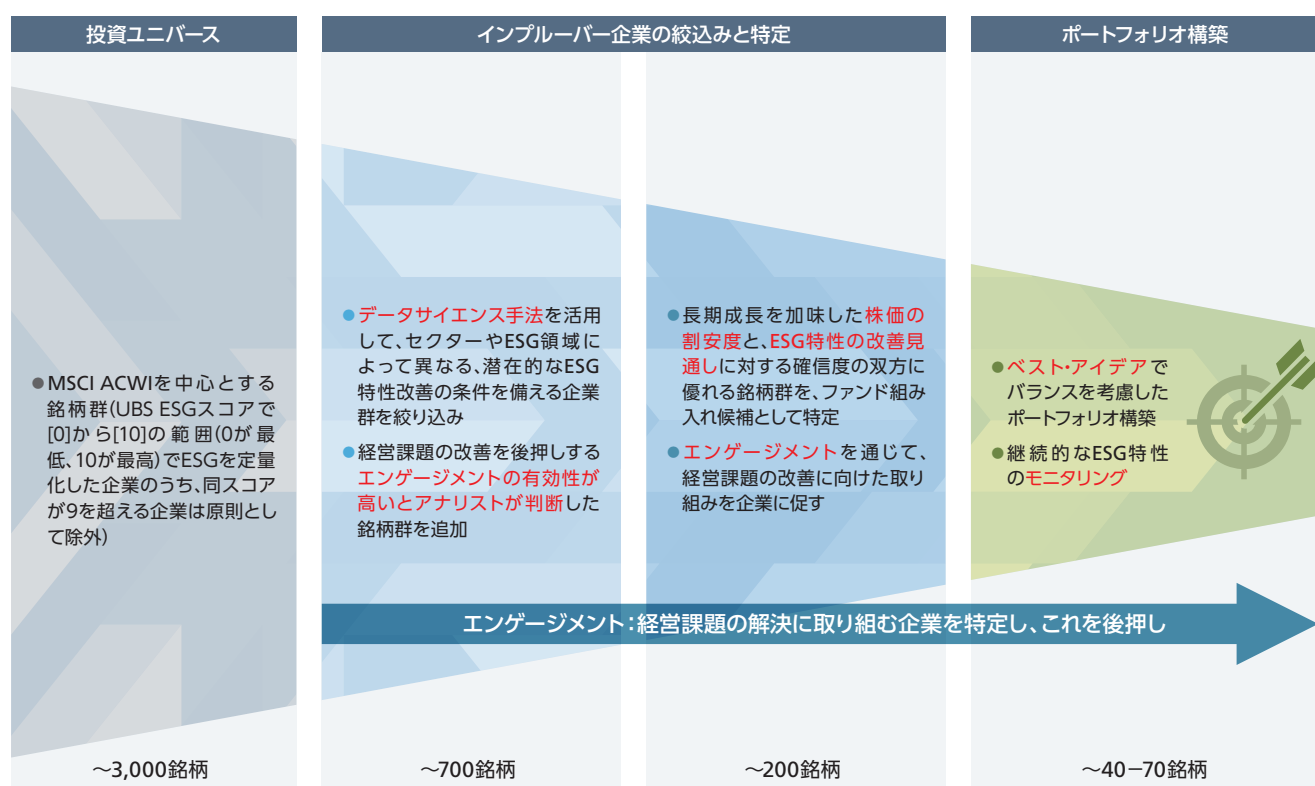 投資ユニバース
インプルーバー企業の絞込みと特定
ポートフォリオ構築
●MSCI ACWIを中心とする
銘柄群(UBS ESGスコアで
[0]から[10]の範囲(0が最
低、10が最高)でESGを定量
化した企業のうち、同スコア
が9を超える企業は原則とし
て除外)
●データサイエンス手法を活用
して、セクターやESG領域に
よって異なる、潜在的なESG
特性改善の条件を備える企業
群を絞り込み
●経営課題の改善を後押しする
エンゲージメントの有効性が
高いとアナリストが判断した
銘柄群を追加
●長期成長を加味した株価の
割安度と、ESG特性の改善見
通しに対する確信度の双方に
優れる銘柄群を、ファンド組み
入れ候補として特定
●エンゲージメントを通じて、
経営課題の改善に向けた取り
組みを企業に促す
●ベスト・アイデアで
バランスを考慮した
ポートフォリオ構築
●継続的なESG特性
のモニタリング
エンゲージメント：経営課題の解決に取り組む企業を特定し、これを後押し
～3,000銘柄
～700銘柄
～200銘柄
～40－70銘柄